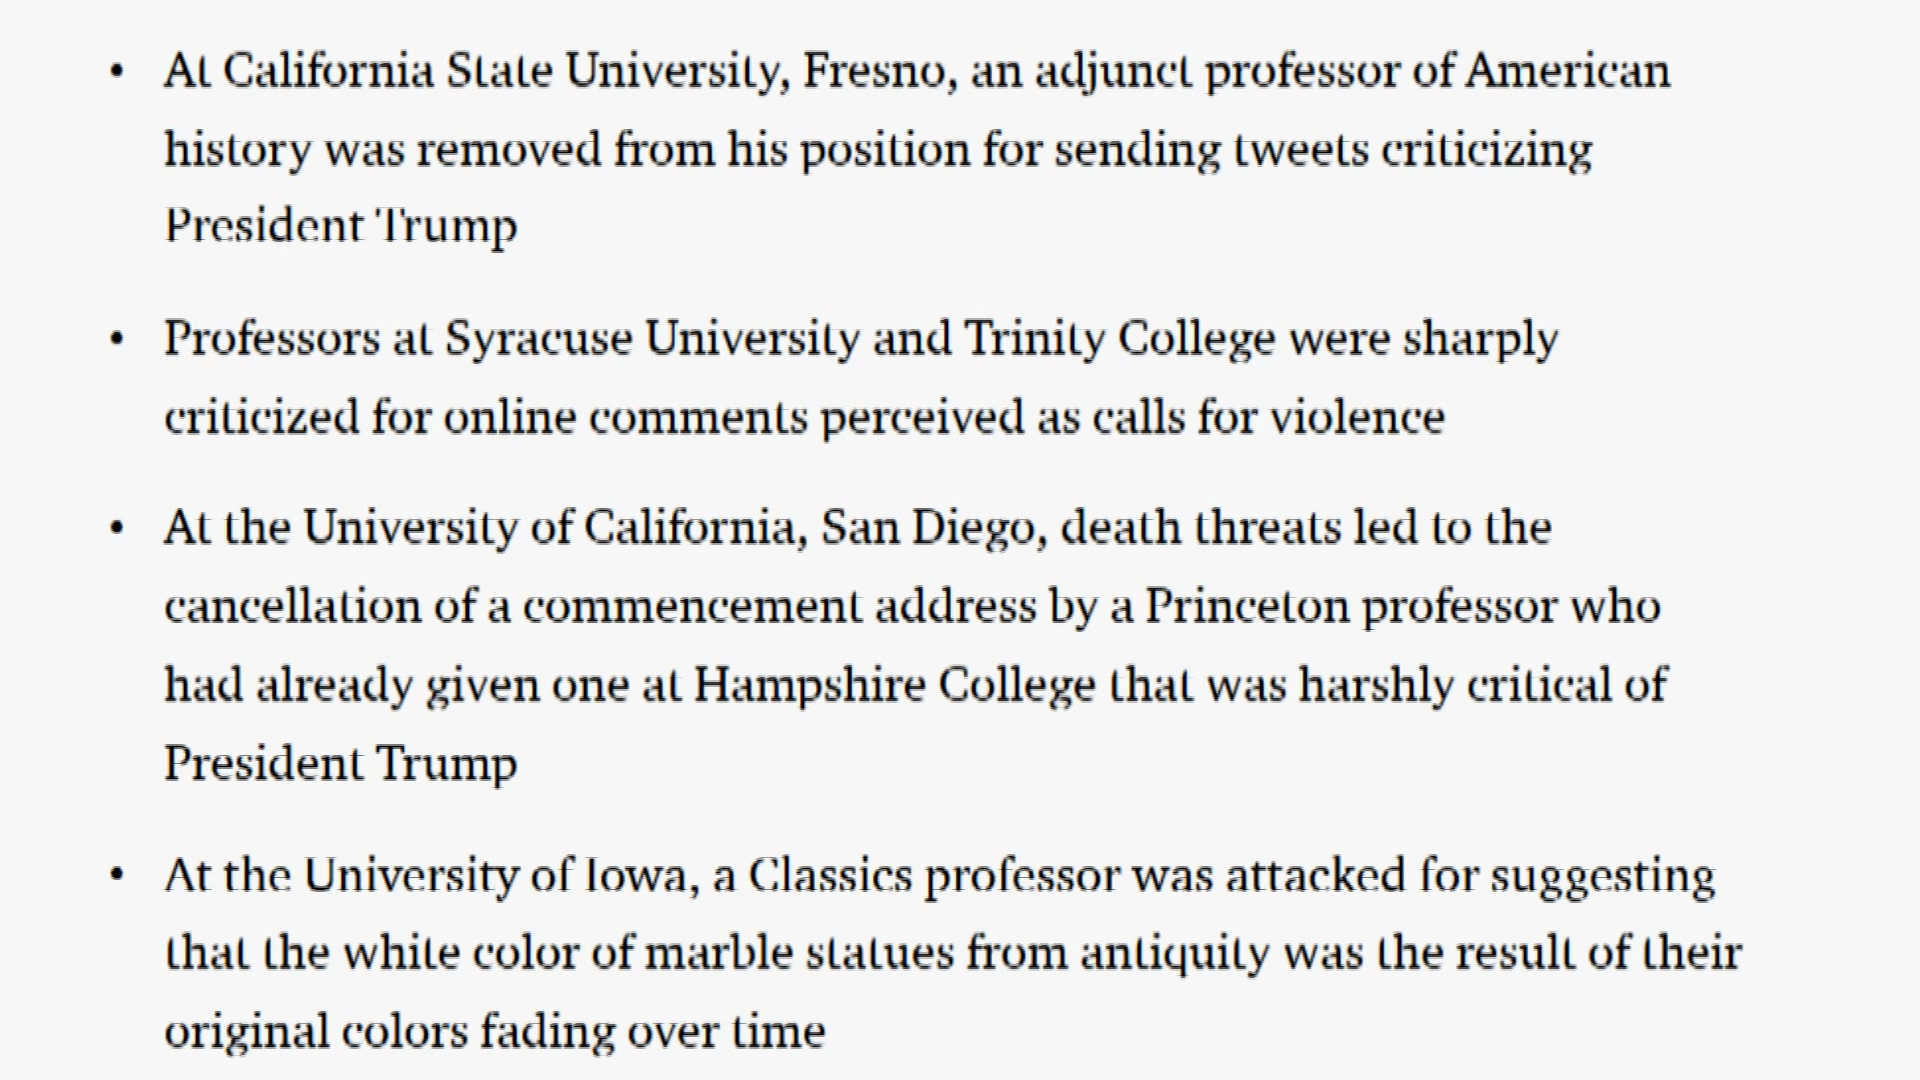 • At California State University, Fresno, an adjunct professor of American
history was removed from his position for sending tweets criticizing
President Trump
• Professors at Syracuse University and Trinity College were sharply
criticized for online comments perceived as calls for violence
• At the University of California, San Diego, death threats led to the
cancellation of a commencement address by a Princeton professor who
had already given one at Hampshire College that was harshly critical of
President Trump
• At the University of Iowa, a Classics professor was attacked for suggesting
that the white color of marble statues from antiquity was the result of their
original colors fading over time